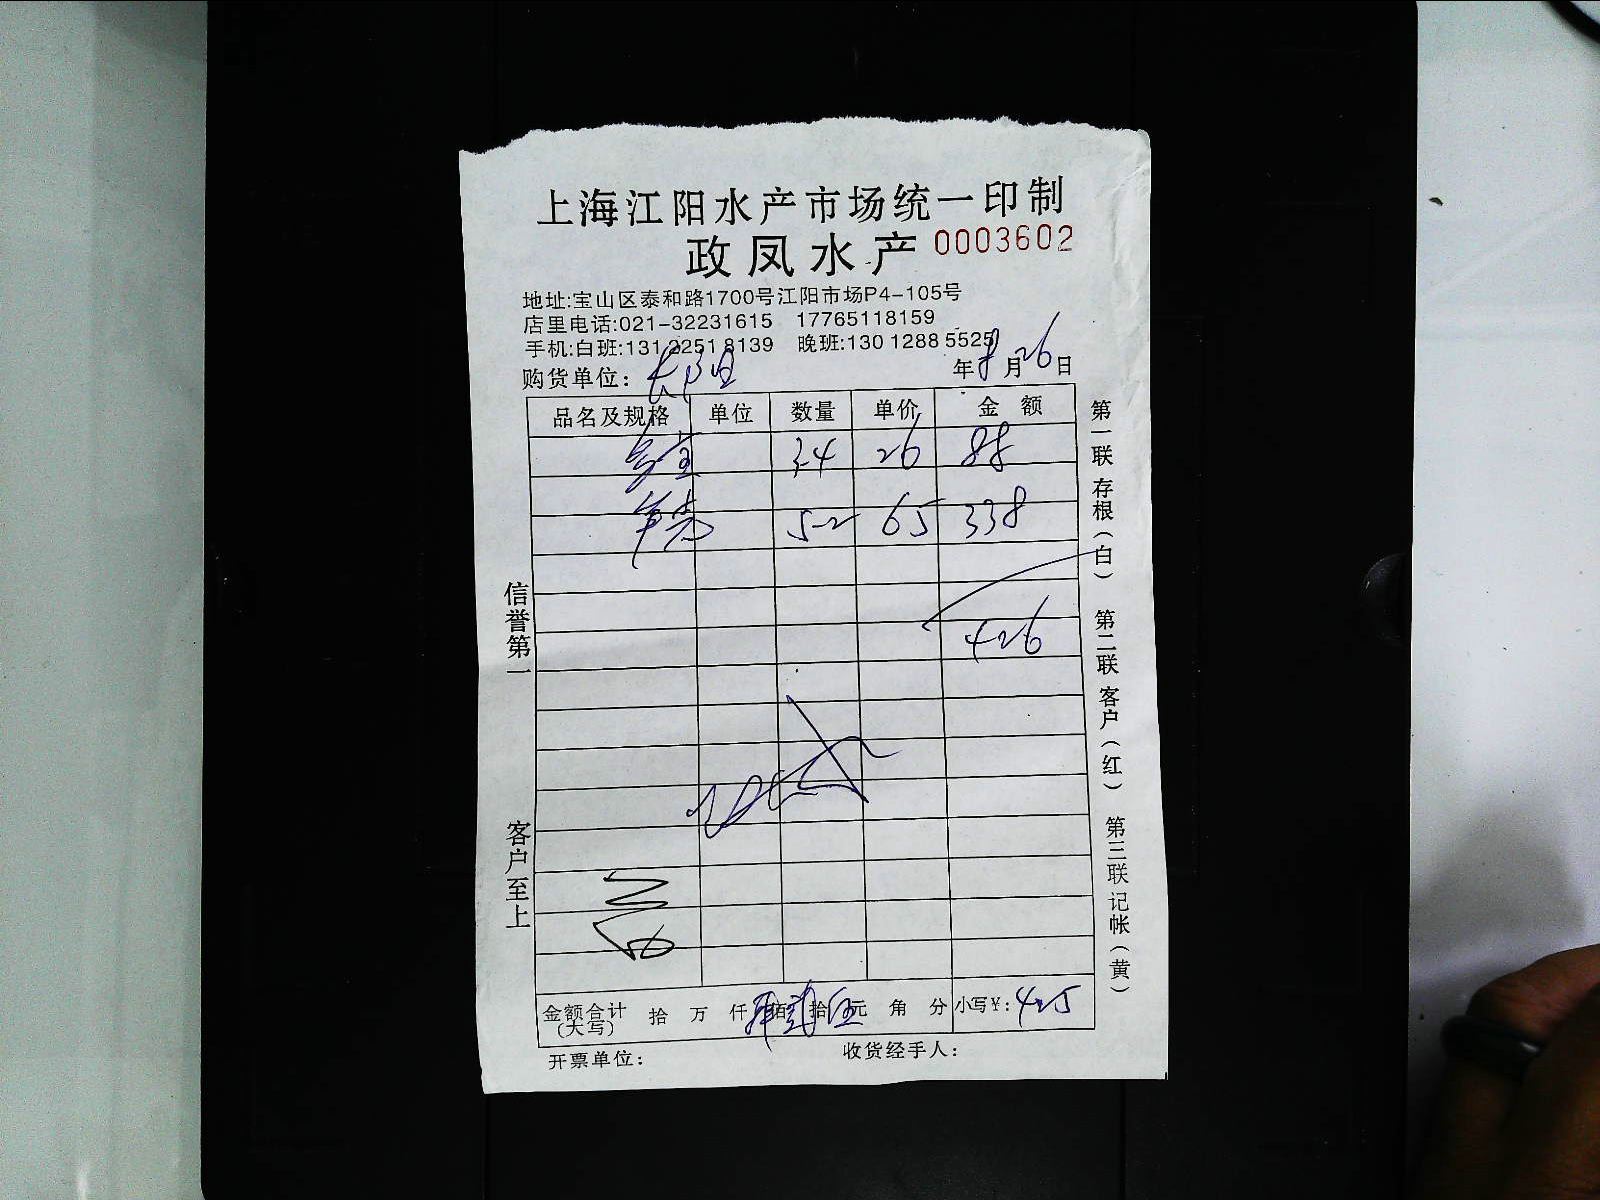 上海江阳水产市场统一印制
政凤水产 0003602
地址:宝山区泰和路1700号江阳市场P4-105号
店里电话:021-32231615 17765118159
手机:白班:131 2251 8139 晚班:130 1288 5525
购货单位: 年 8 月 26 日
品名及规格 单位 数量 单价 金额
多宝 3-4 26 88
5-2 65 338
426
金额合计(大写) 拾 万 仟 肆佰贰拾伍元 角 分 小写¥: 425
开票单位: 收货经手人:
信誉第一
客户至上
第一联存根(白) 第二联客户(红) 第三联记帐(黄)